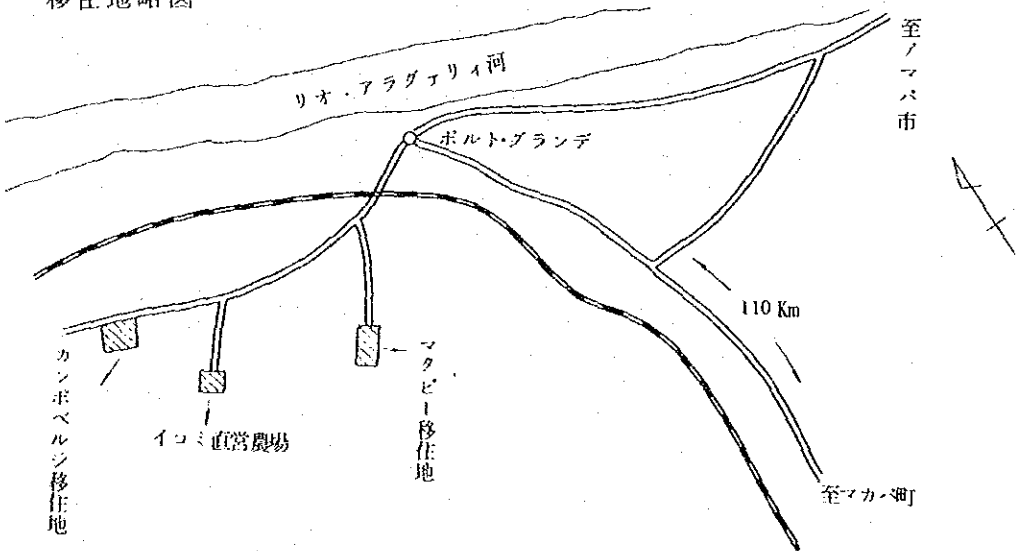 移住地略図
リオ・アラグァリィ河
至アマパ市
ポルト・グランデ
110 Km
カンポベルジ移住地
イコミ直営農場
マタピー移住地
至マカパ町